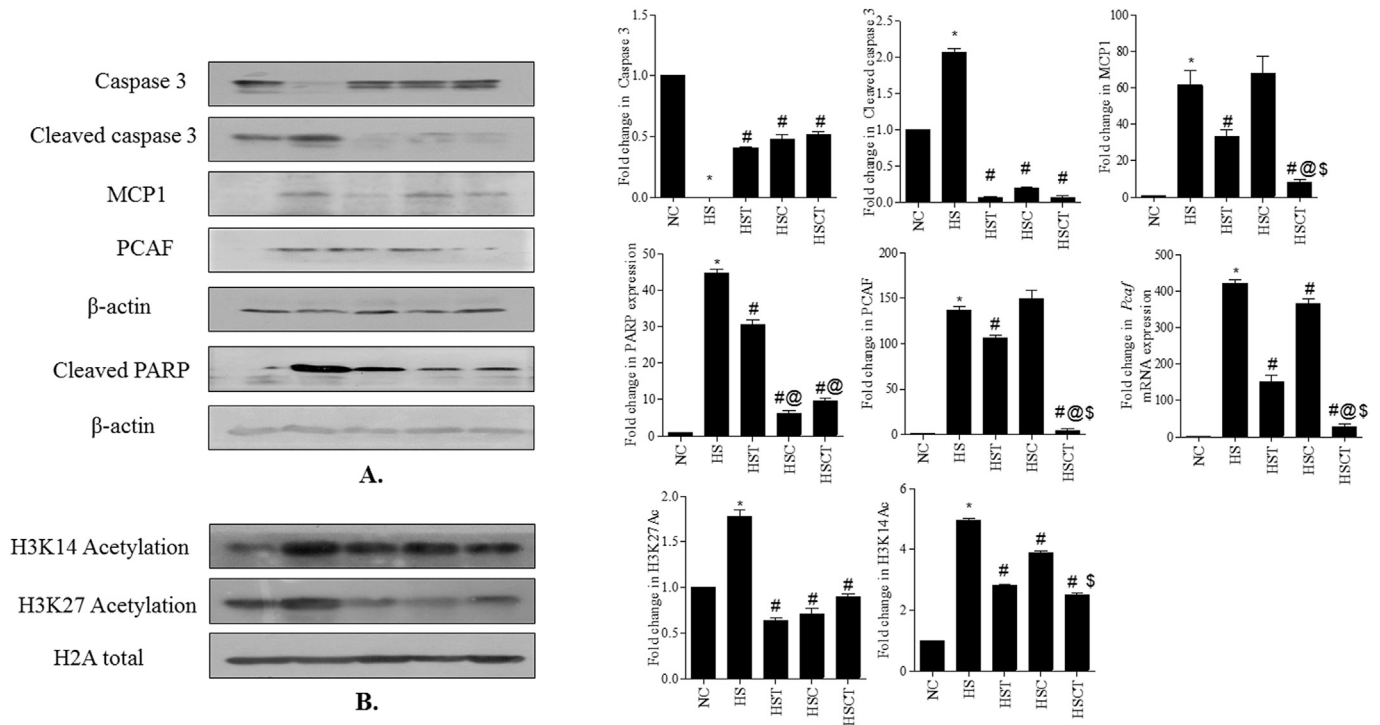 Caspase 3
Cleaved caspase 3
MCP1
PCAF
β-actin
Cleaved PARP
β-actin
A.
H3K14 Acetylation
H3K27 Acetylation
H2A total
B.
Fold change in Caspase 3
1.0
0.5
0.0
*
#
#
#
NC
HS
HST
HSC
HSCT
Fold change in Cleaved caspase 3
2.5
2.0
1.5
1.0
0.5
0.0
*
#
#
#
NC
HS
HST
HSC
HSCT
Fold change in MCP1
80
60
40
20
0
*
#
#@$
NC
HS
HST
HSC
HSCT
Fold change in PARP expression
50
40
30
20
10
0
*
#
#@
#@
NC
HS
HST
HSC
HSCT
Fold change in PCAF
200
150
100
50
0
*
#
#@$
NC
HS
HST
HSC
HSCT
Fold change in Pcaf
mRNA expression
500
400
300
200
100
0
*
#
#
#@$
NC
HS
HST
HSC
HSCT
Fold change in H3K27Ac
2.0
1.5
1.0
0.5
0.0
*
#
#
#
NC
HS
HST
HSC
HSCT
Fold change in H3K14Ac
6
4
2
0
*
#
#
# $
NC
HS
HST
HSC
HSCT